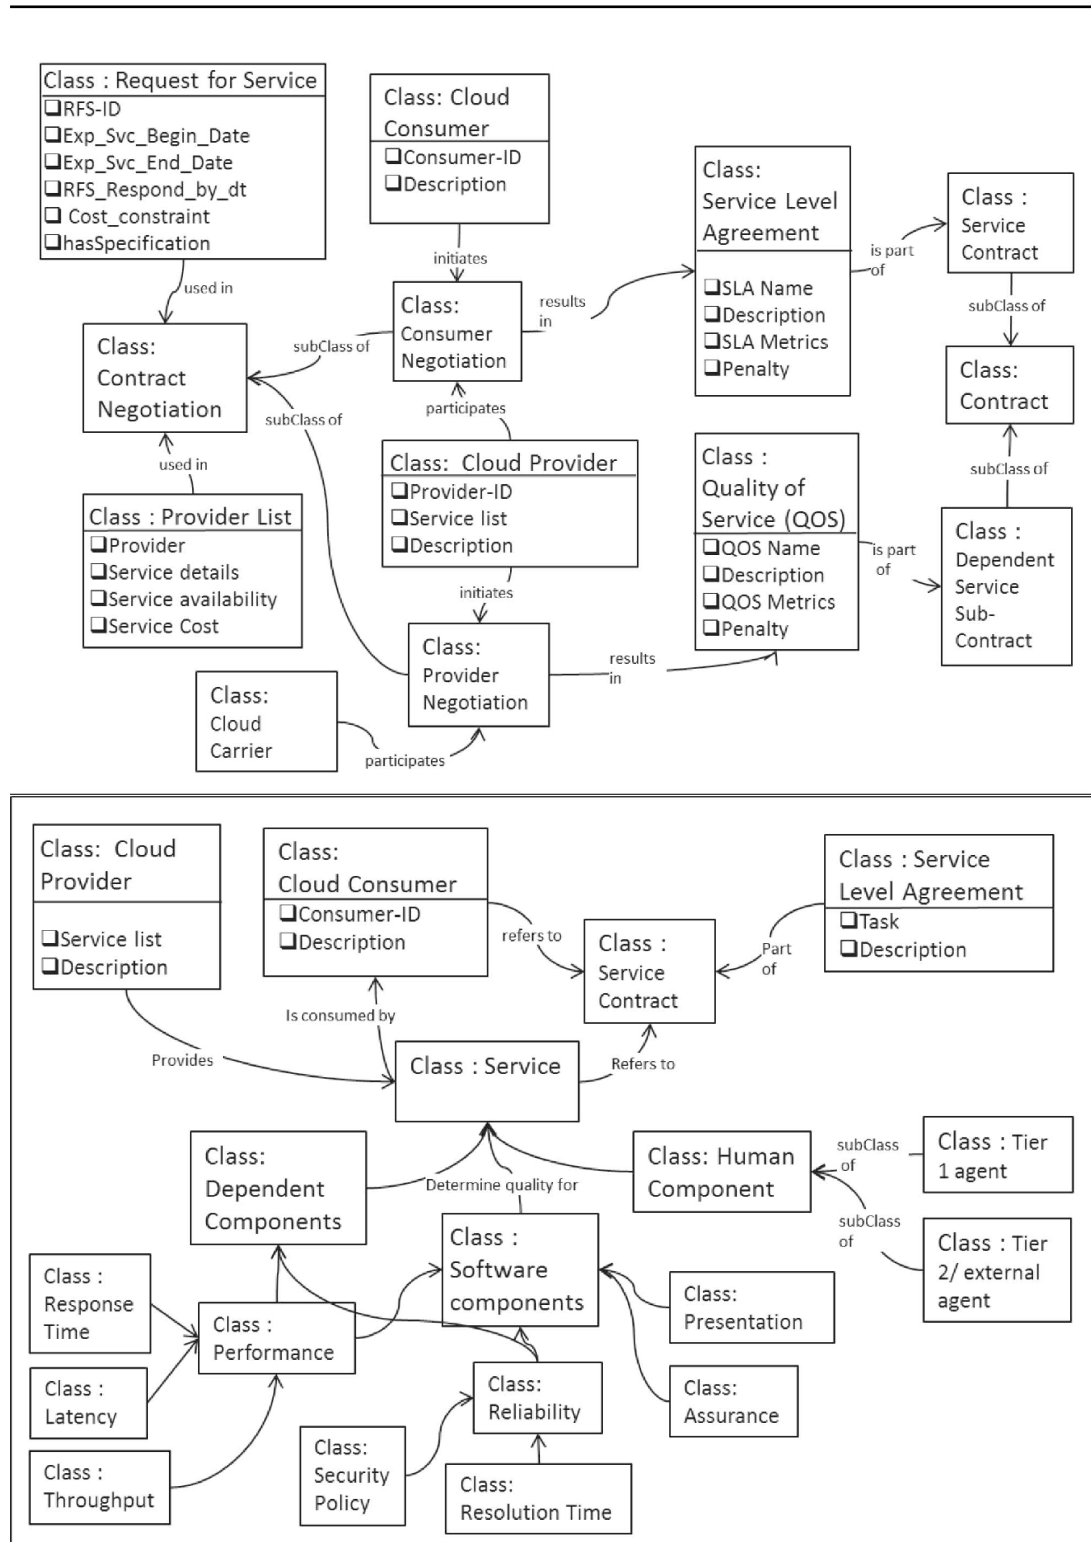 Class : Request for Service
❑RFS-ID
❑Exp_Svc_Begin_Date
❑Exp_Svc_End_Date
❑RFS_Respond_by_dt
❑ Cost_constraint
❑hasSpecification
used in
Class:
Contract
Negotiation
used in
Class : Provider List
❑Provider
❑Service details
❑Service availability
❑Service Cost
Class: Cloud
Consumer
❑Consumer-ID
❑Description
initiates
Class:
Consumer
Negotiation
subClass of
subClass of
participates
Class: Cloud Provider
❑Provider-ID
❑Service list
❑Description
initiates
Class:
Provider
Negotiation
Class:
Cloud
Carrier
participates
results
in
Class:
Service Level
Agreement
❑SLA Name
❑Description
❑SLA Metrics
❑Penalty
is part
of
Class :
Service
Contract
subClass of
Class:
Contract
subClass of
Class :
Quality of
Service (QOS)
❑QOS Name
❑Description
❑QOS Metrics
❑Penalty
results
in
is part
of
Class :
Dependent
Service
Sub-
Contract
Class: Cloud
Provider
❑Service list
❑Description
Class:
Cloud Consumer
❑Consumer-ID
❑Description
refers to
Class :
Service
Contract
Class : Service
Level Agreement
❑Task
❑Description
Part
of
Is consumed by
Provides
Class : Service
Refers to
Class:
Dependent
Components
Determine quality for
Class: Human
Component
subClass
of
Class : Tier
1 agent
subClass
of
Class : Tier
2/ external
agent
Class :
Software
components
Class :
Response
Time
Class :
Performance
Class :
Latency
Class :
Throughput
Class:
Presentation
Class:
Reliability
Class:
Assurance
Class:
Security
Policy
Class:
Resolution Time